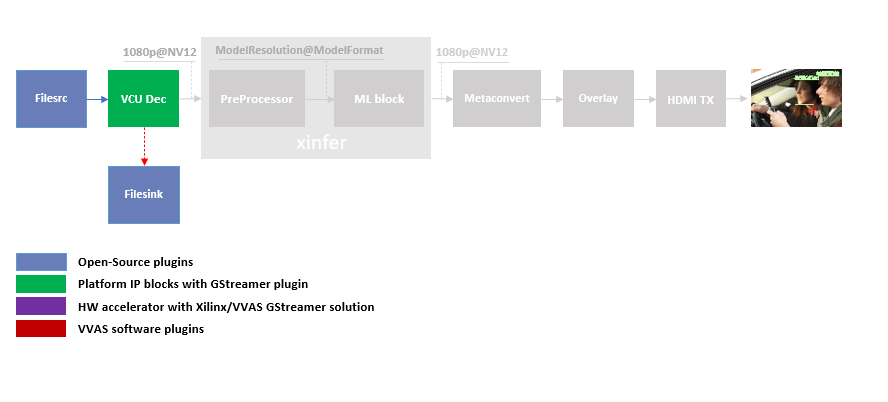 1080p@NV12
ModelResolution@ModelFormat
1080p@NV12
Filesrc
VCU Dec
PreProcessor
ML block
Metaconvert
Overlay
HDMI TX
xinfer
Filesink
Open-Source plugins
Platform IP blocks with GStreamer plugin
HW accelerator with Xilinx/VVAS GStreamer solution
VVAS software plugins